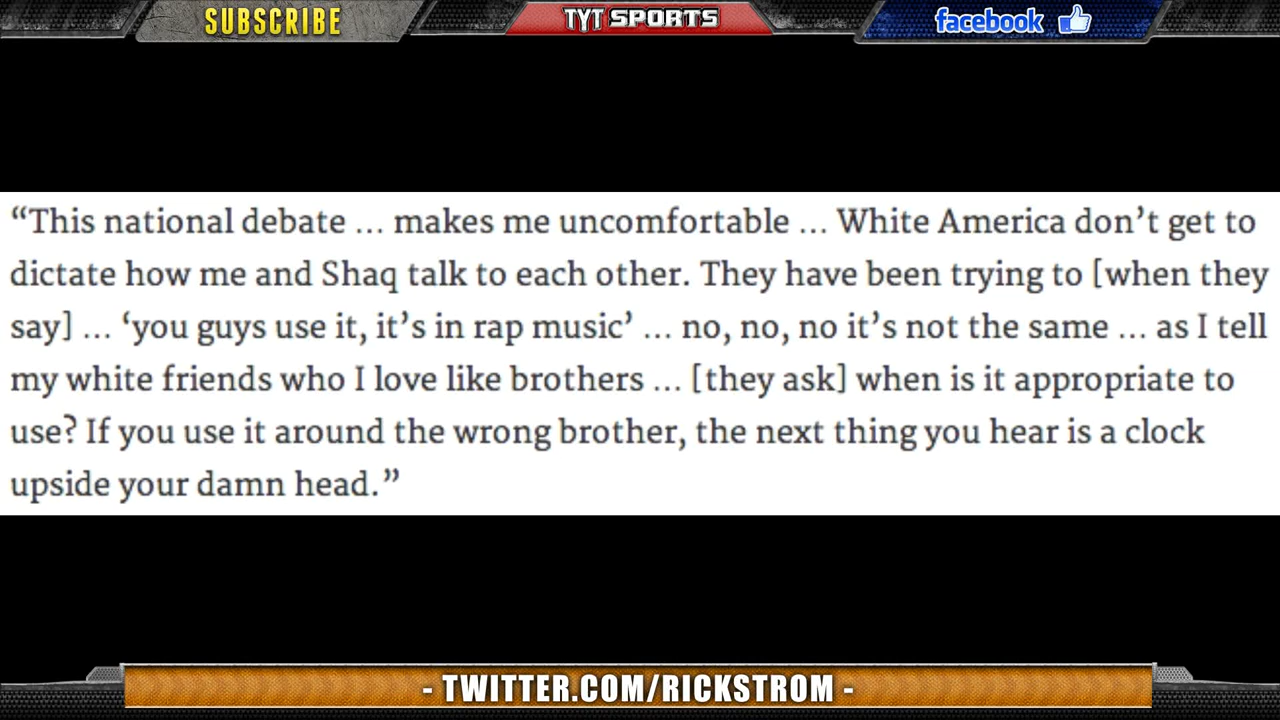 SUBSCRIBE
TYT SPORTS
facebook
“This national debate ... makes me uncomfortable ... White America don’t get to
dictate how me and Shaq talk to each other. They have been trying to [when they
say] ... ‘you guys use it, it’s in rap music’ ... no, no, no it’s not the same ... as I tell
my white friends who I love like brothers ... [they ask] when is it appropriate to
use? If you use it around the wrong brother, the next thing you hear is a clock
upside your damn head.”
- TWITTER.COM/RICKSTROM -